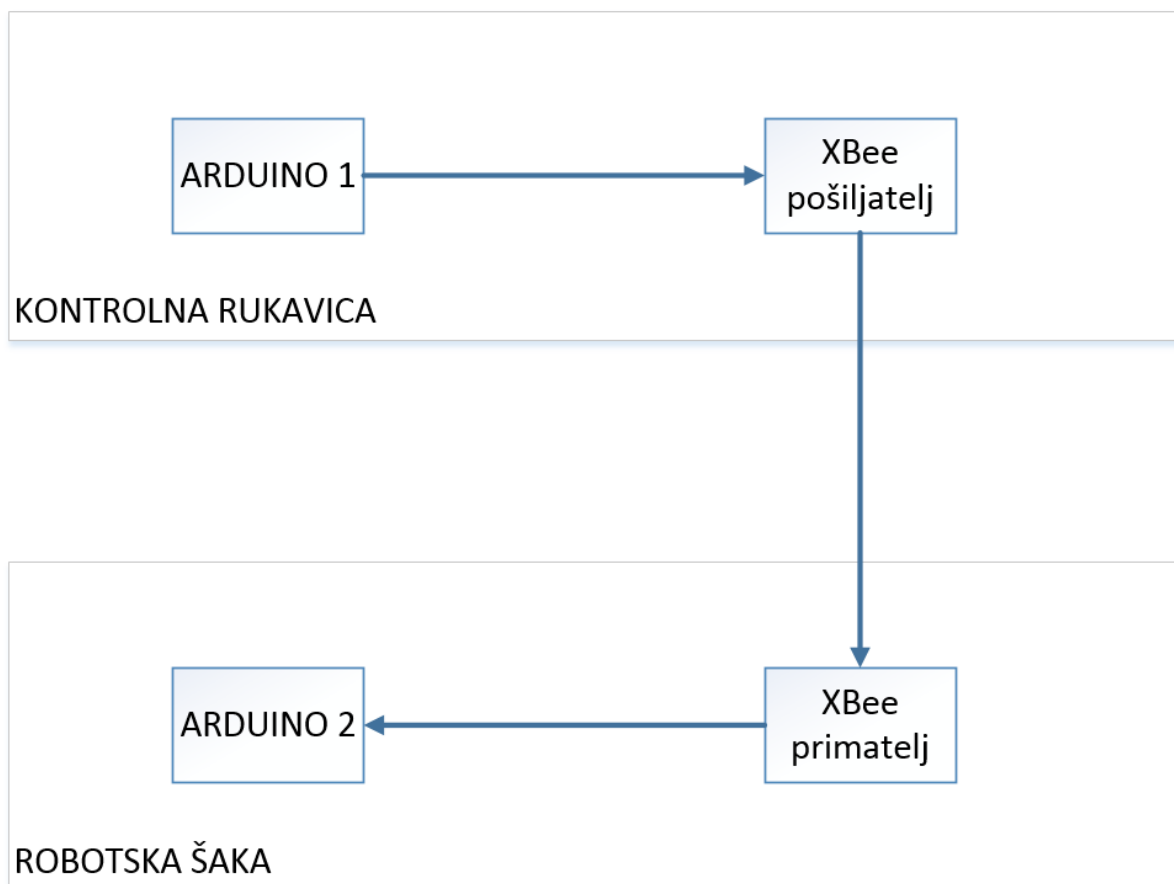 ARDUINO 1
XBee
pošiljatelj
KONTROLNA RUKAVICA
ARDUINO 2
XBee
primatelj
ROBOTSKA ŠAKA